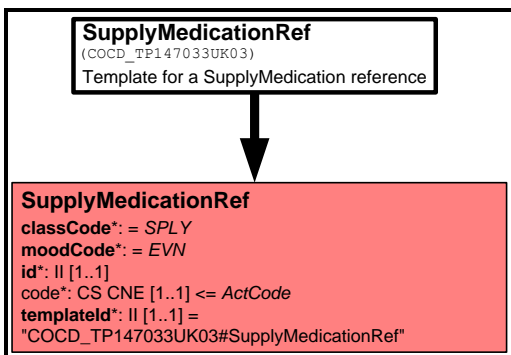 SupplyMedicationRef
(COCD_TP147033UK03)
Template for a SupplyMedication reference
SupplyMedicationRef
classCode*: = SPLY
moodCode*: = EVN
id*: II [1..1]
code*: CS CNE [1..1] <= ActCode
templateId*: II [1..1] =
"COCD_TP147033UK03#SupplyMedicationRef"